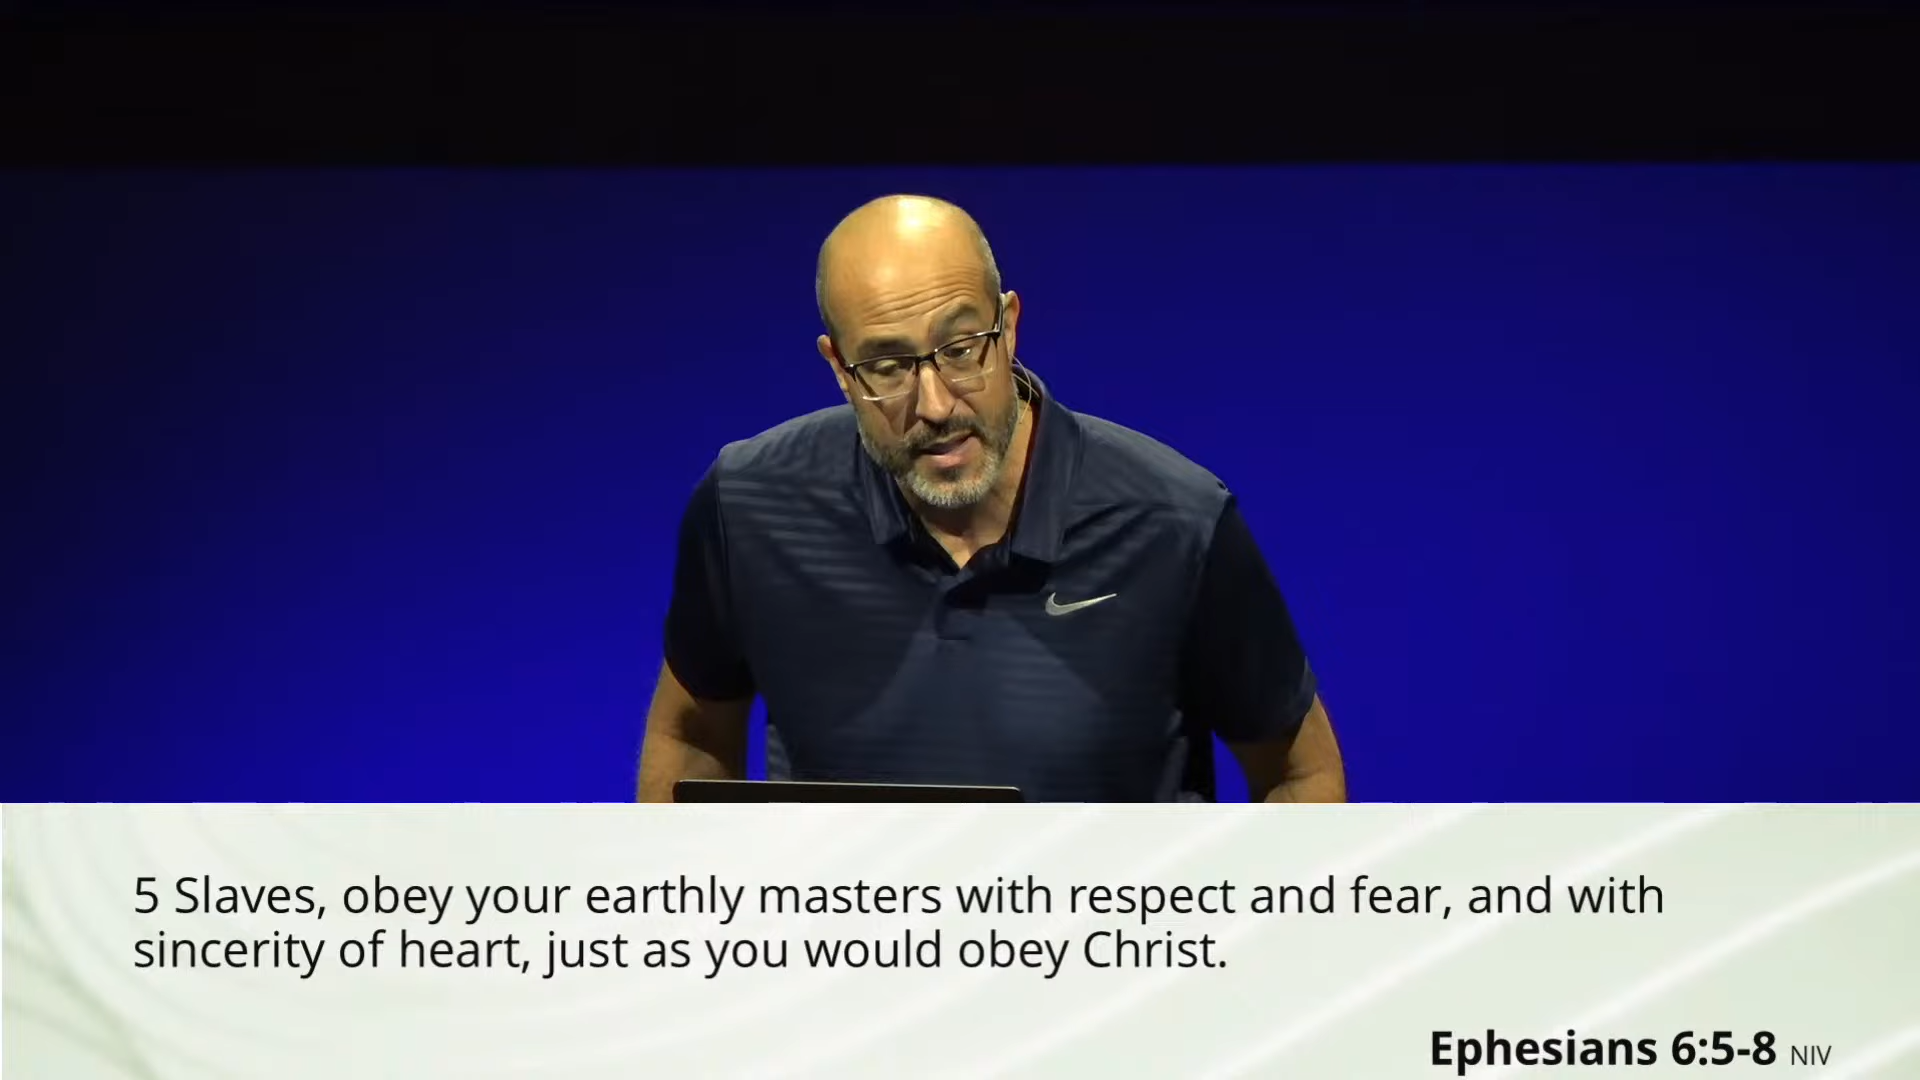 5 Slaves, obey your earthly masters with respect and fear, and with
sincerity of heart, just as you would obey Christ.
Ephesians 6:5-8 NIV